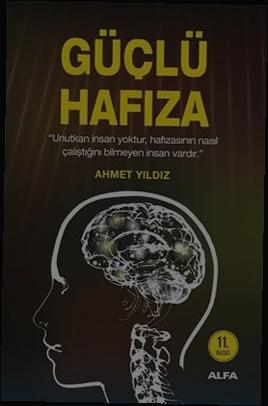 GÜÇLÜ
HAFIZA
“Unutkan insan yoktur, hafızasının nasıl
çalıştığını bilmeyen insan vardır.”
AHMET YILDIZ
11.
BASKI
ALFA